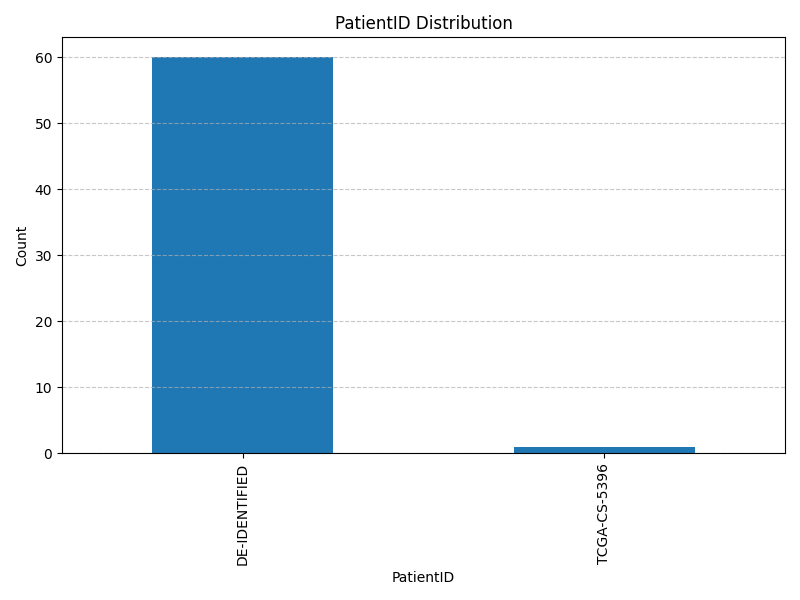 PatientID Distribution
Count
60
50
40
30
20
10
0
DE-IDENTIFIED
TCGA-CS-5396
PatientID